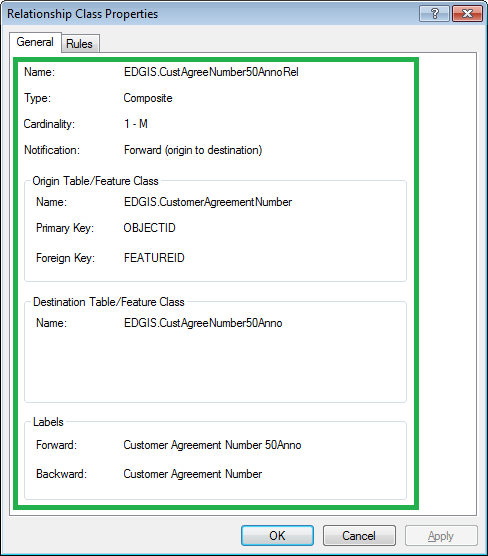 Relationship Class Properties
General Rules
Name: EDGIS.CustAgreeNumber50AnnoRel
Type: Composite
Cardinality: 1 - M
Notification: Forward (origin to destination)
Origin Table/Feature Class
Name: EDGIS.CustomerAgreementNumber
Primary Key: OBJECTID
Foreign Key: FEATUREID
Destination Table/Feature Class
Name: EDGIS.CustAgreeNumber50Anno
Labels
Forward: Customer Agreement Number 50Anno
Backward: Customer Agreement Number
OK Cancel Apply